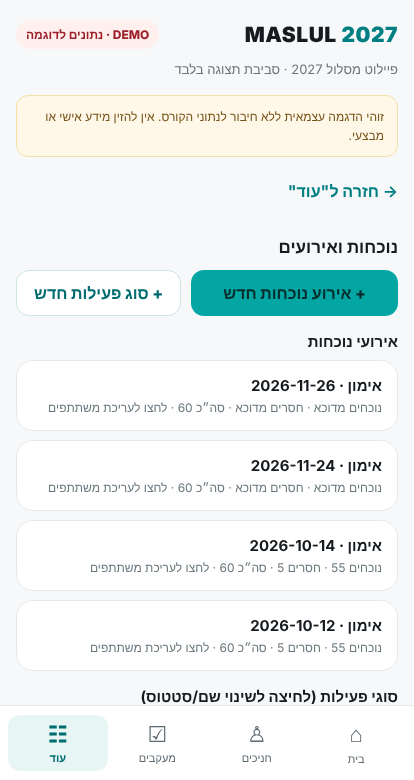 MASLUL 2027
DEMO · נתונים לדוגמה
פיילוט מסלול 2027 · סביבת תצוגה בלבד
זוהי הדגמה עצמאית ללא חיבור לנתוני הקורס. אין להזין מידע אישי או
מבצעי.
→ חזרה ל"עוד"
נוכחות ואירועים
+ אירוע נוכחות חדש
+ סוג פעילות חדש
אירועי נוכחות
אימון · 2026-11-26
נוכחים מדוכא · חסרים מדוכא · סה״כ 60 · לחצו לעריכת משתתפים
אימון · 2026-11-24
נוכחים מדוכא · חסרים מדוכא · סה״כ 60 · לחצו לעריכת משתתפים
אימון · 2026-10-14
נוכחים 55 · חסרים 5 · סה״כ 60 · לחצו לעריכת משתתפים
אימון · 2026-10-12
נוכחים 55 · חסרים 5 · סה״כ 60 · לחצו לעריכת משתתפים
סוגי פעילות (לחיצה לשינוי שם/סטטוס)
בית
חניכים
מעקבים
עוד